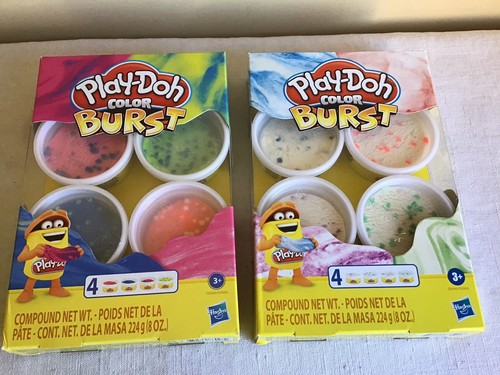 Play-Doh
COLOR
BURST
Play-Doh
4
3+
COMPOUND NET WT. - POIDS NET DE LA
PÂTE - CONT. NET. DE LA MASA 224 g (8 OZ.)
Hasbro
Play-Doh
COLOR
BURST
4
3+
COMPOUND NET WT. - POIDS NET DE LA
PÂTE - CONT. NET. DE LA MASA 224 g (8 OZ.)
Hasbro